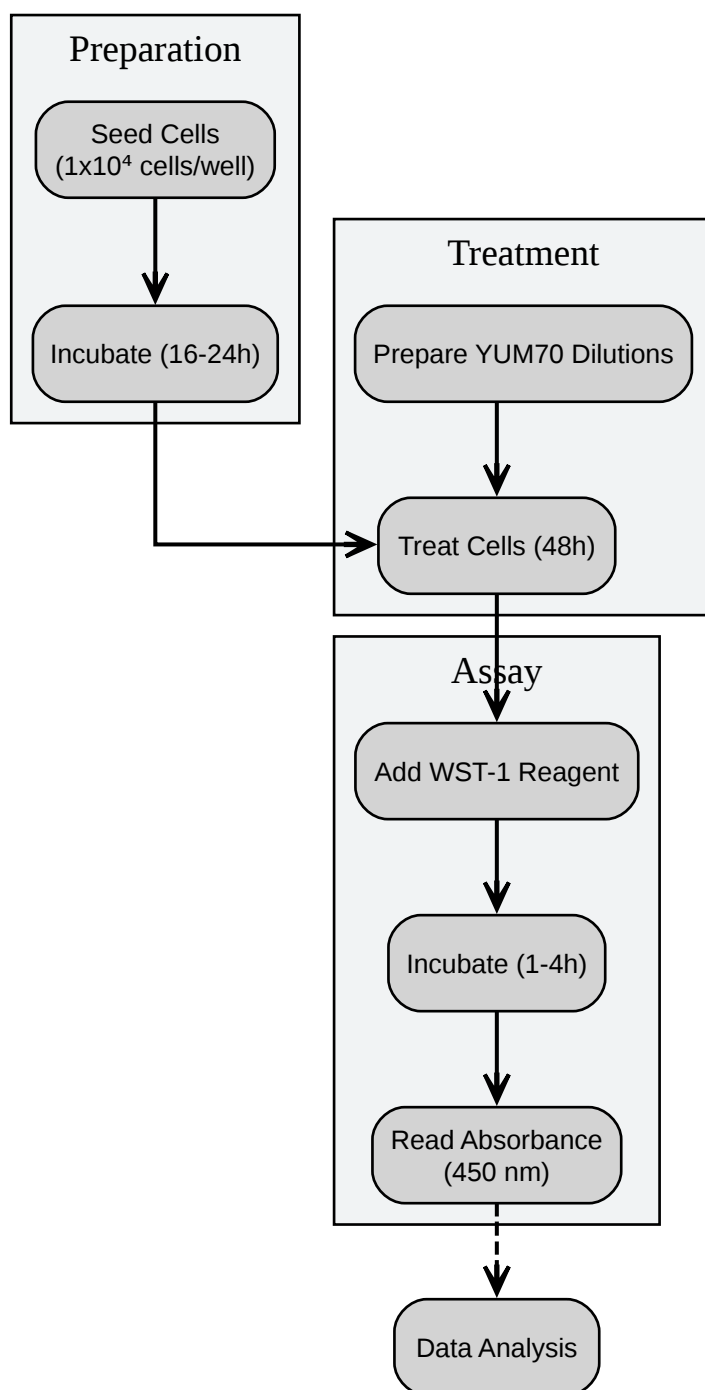 Preparation
Seed Cells
(1x10⁴ cells/well)
Incubate (16-24h)
Treatment
Prepare YUM70 Dilutions
Treat Cells (48h)
Assay
Add WST-1 Reagent
Incubate (1-4h)
Read Absorbance
(450 nm)
Data Analysis